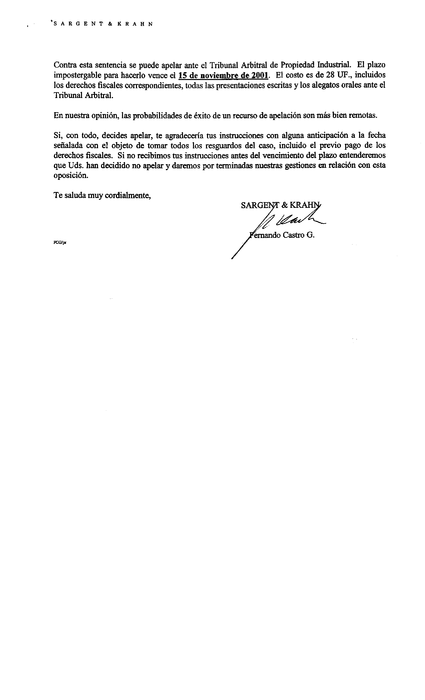 SARGENT & KRAHN
Contra esta sentencia se puede apelar ante el Tribunal Arbitral de Propiedad Industrial. El plazo
impostergable para hacerlo vence el 15 de noviembre de 2001. El costo es de 28 UF., incluidos
los derechos fiscales correspondientes, todas las presentaciones escritas y los alegatos orales ante el
Tribunal Arbitral.
En nuestra opinión, las probabilidades de éxito de un recurso de apelación son más bien remotas.
Si, con todo, decides apelar, te agradecería tus instrucciones con alguna anticipación a la fecha
señalada con el objeto de tomar todos los resguardos del caso, incluido el previo pago de los
derechos fiscales. Si no recibimos tus instrucciones antes del vencimiento del plazo entenderemos
que Uds. han decidido no apelar y daremos por terminadas nuestras gestiones en relación con esta
oposición.
Te saluda muy cordialmente,
SARGENT & KRAHN
Fernando Castro G.